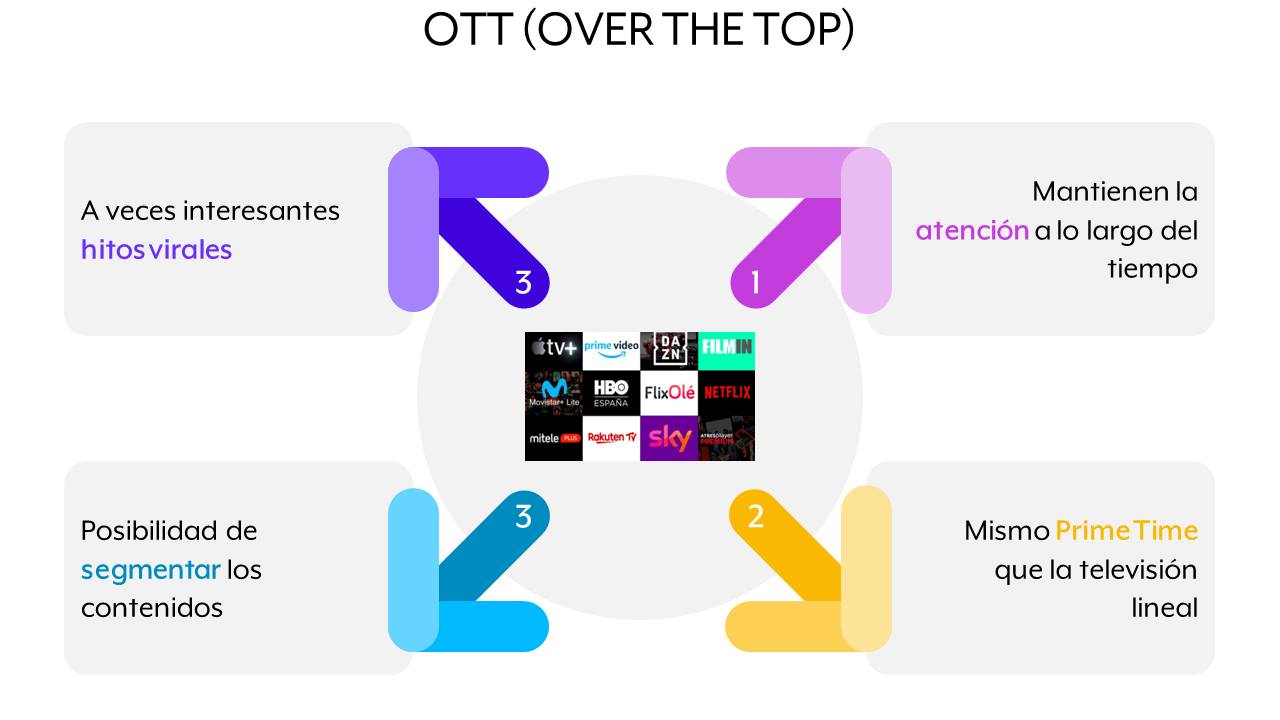 OTT (OVER THE TOP)
A veces interesantes
hitos virales
3
1
Mantienen la
atención a lo largo del
tiempo
tv+
prime video
DA
ZN
FILMIN
Movistar+ Lite
HBO
ESPAÑA
FlixOlé
NETFLIX
mitele PLUS
Rakuten TV
sky
ATRESplayer
PREMIUM
Posibilidad de
segmentar los
contenidos
3
2
Mismo Prime Time
que la televisión
lineal